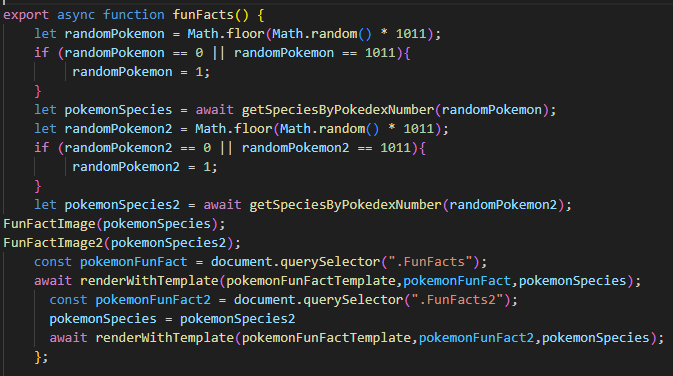 export async function funFacts() {
    let randomPokemon = Math.floor(Math.random() * 1011);
    if (randomPokemon == 0 || randomPokemon == 1011){
        randomPokemon = 1;
    }
    let pokemonSpecies = await getSpeciesByPokedexNumber(randomPokemon);
    let randomPokemon2 = Math.floor(Math.random() * 1011);
    if (randomPokemon2 == 0 || randomPokemon2 == 1011){
        randomPokemon2 = 1;
    }
    let pokemonSpecies2 = await getSpeciesByPokedexNumber(randomPokemon2);
FunFactImage(pokemonSpecies);
FunFactImage2(pokemonSpecies2);
    const pokemonFunFact = document.querySelector(".FunFacts");
    await renderWithTemplate(pokemonFunFactTemplate,pokemonFunFact,pokemonSpecies);
      const pokemonFunFact2 = document.querySelector(".FunFacts2");
      pokemonSpecies = pokemonSpecies2
      await renderWithTemplate(pokemonFunFactTemplate,pokemonFunFact2,pokemonSpecies);
    };